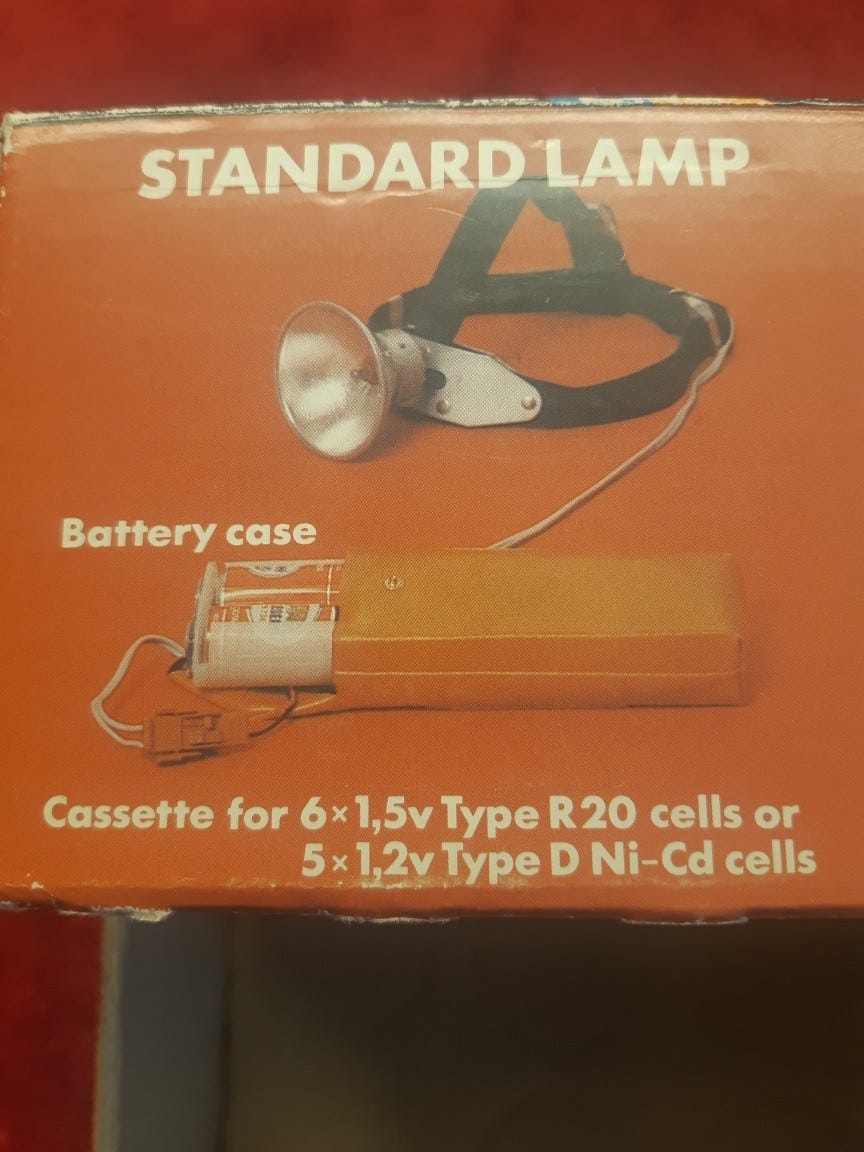 STANDARD LAMP
Battery case
Cassette for 6×1,5v Type R20 cells or
5×1,2v Type D Ni-Cd cells